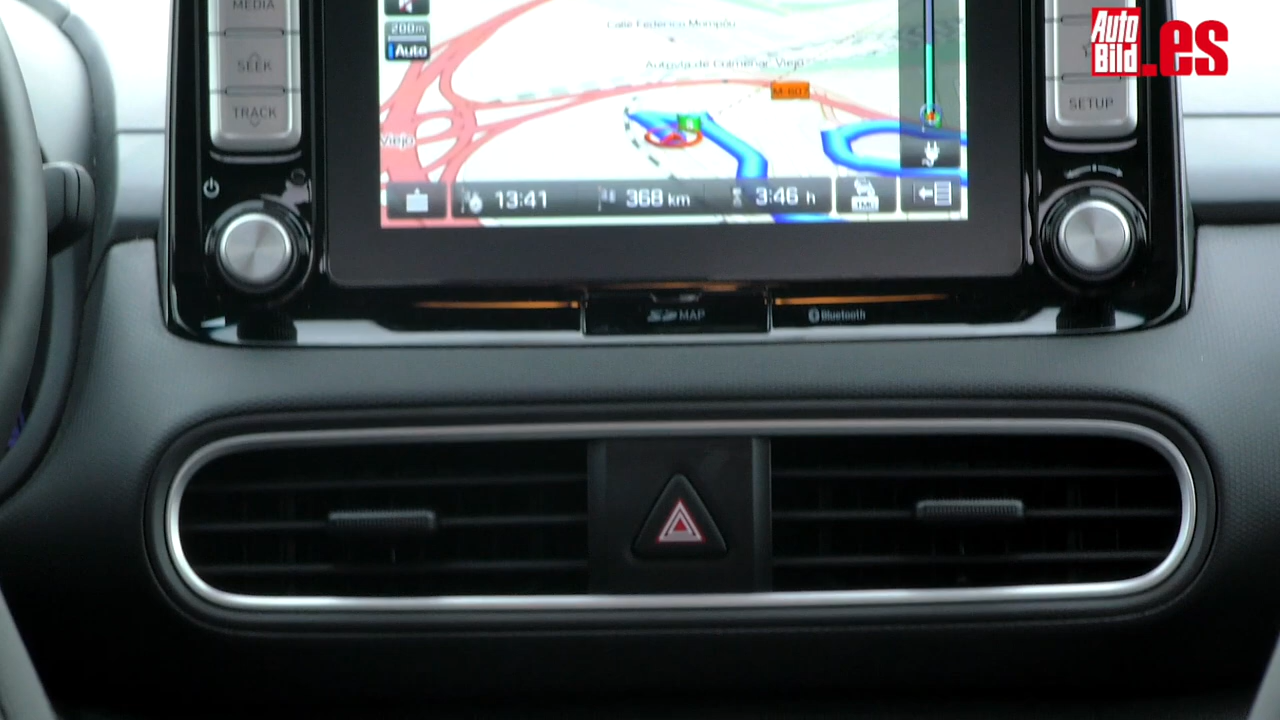 MEDIA
SEEK
TRACK
200m
Auto
Calle Federico Mompou
Autovía de Colmenar Viejo
M-607
Viejo
13:41
368 km
3:46 h
TMC
SETUP
MAP
Bluetooth
Auto
Bild
.es